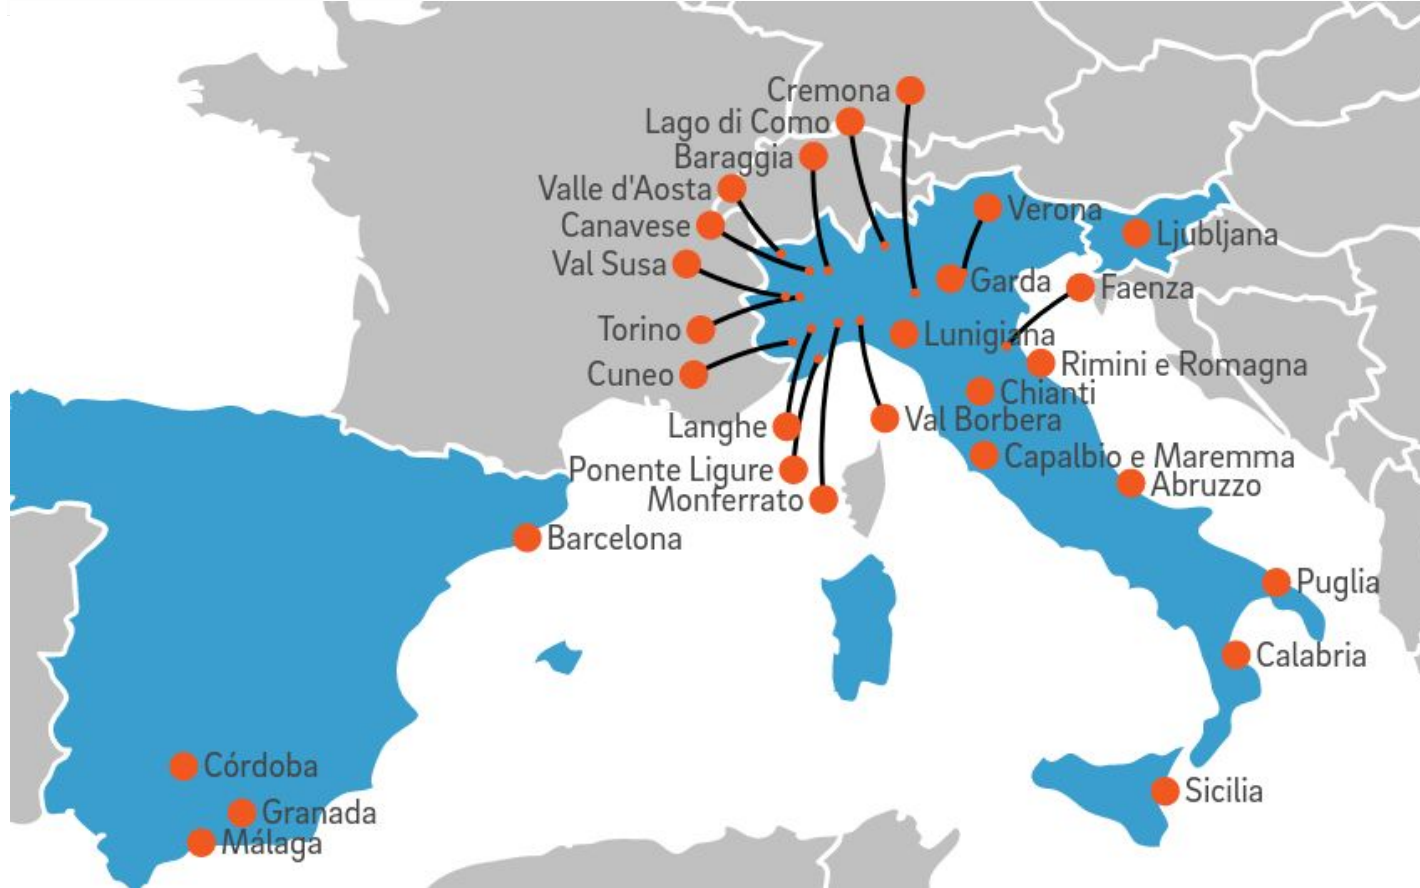 Cremona
Lago di Como
Baraggia
Valle d'Aosta
Canavese
Verona
Ljubljana
Val Susa
Garda
Faenza
Torino
Lunigiana
Rimini e Romagna
Cuneo
Chianti
Val Borbera
Langhe
Capalbio e Maremma
Ponente Ligure
Abruzzo
Monferrato
Barcelona
Puglia
Calabria
Córdoba
Sicilia
Granada
Málaga